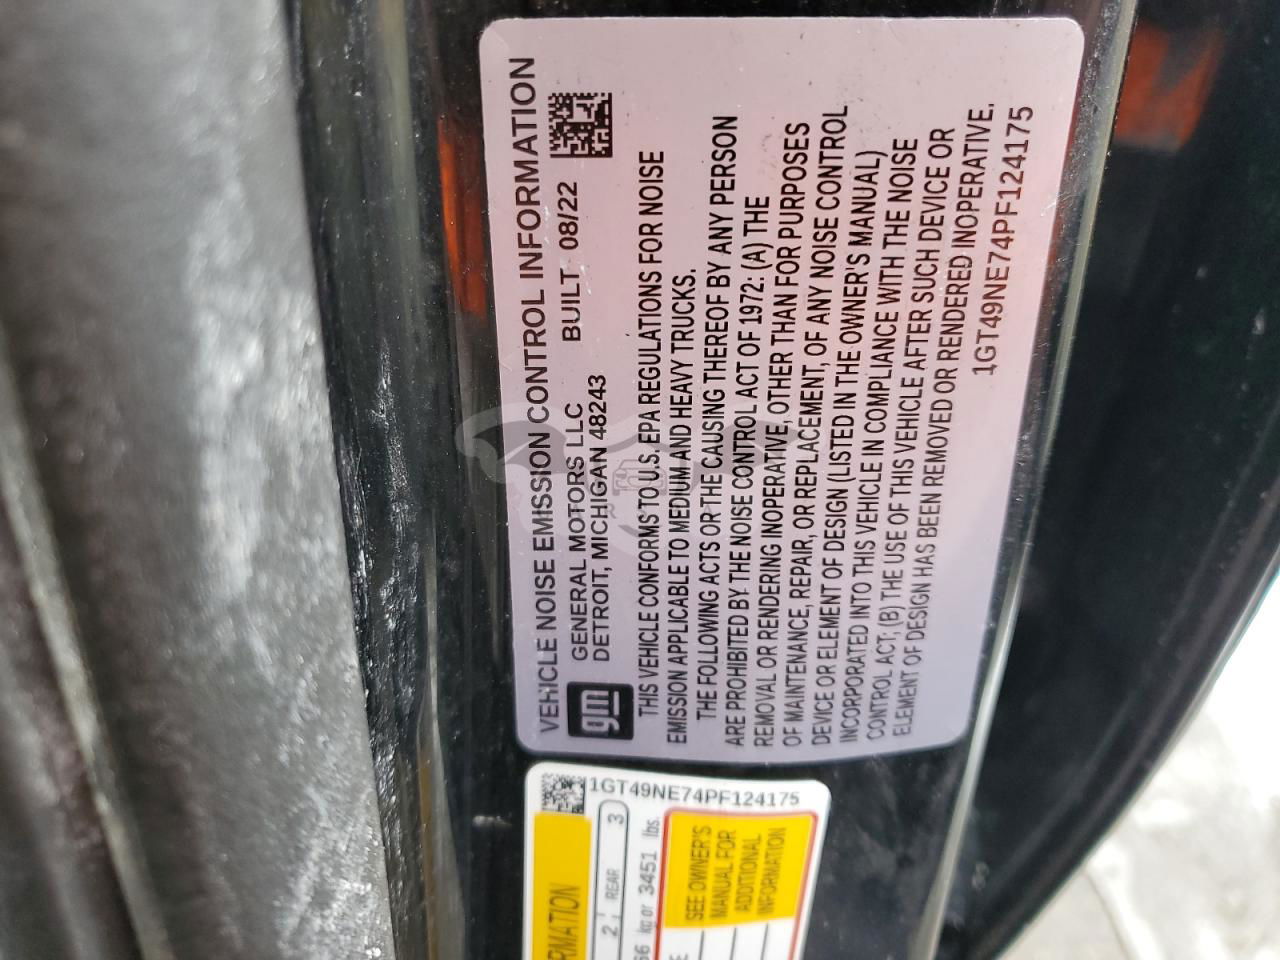 VEHICLE NOISE EMISSION CONTROL INFORMATION
gm
GENERAL MOTORS LLC BUILT 08/22
DETROIT, MICHIGAN 48243
THIS VEHICLE CONFORMS TO U.S. EPA REGULATIONS FOR NOISE
EMISSION APPLICABLE TO MEDIUM AND HEAVY TRUCKS.
THE FOLLOWING ACTS OR THE CAUSING THEREOF BY ANY PERSON
ARE PROHIBITED BY THE NOISE CONTROL ACT OF 1972: (A) THE
REMOVAL OR RENDERING INOPERATIVE, OTHER THAN FOR PURPOSES
OF MAINTENANCE, REPAIR, OR REPLACEMENT, OF ANY NOISE CONTROL
DEVICE OR ELEMENT OF DESIGN (LISTED IN THE OWNER'S MANUAL)
INCORPORATED INTO THIS VEHICLE IN COMPLIANCE WITH THE NOISE
CONTROL ACT; (B) THE USE OF THIS VEHICLE AFTER SUCH DEVICE OR
ELEMENT OF DESIGN HAS BEEN REMOVED OR RENDERED INOPERATIVE.
1GT49NE74PF124175
1GT49NE74PF124175
2 REAR 3
kg or 3451 lbs.
SEE OWNER'S
MANUAL FOR
ADDITIONAL
INFORMATION